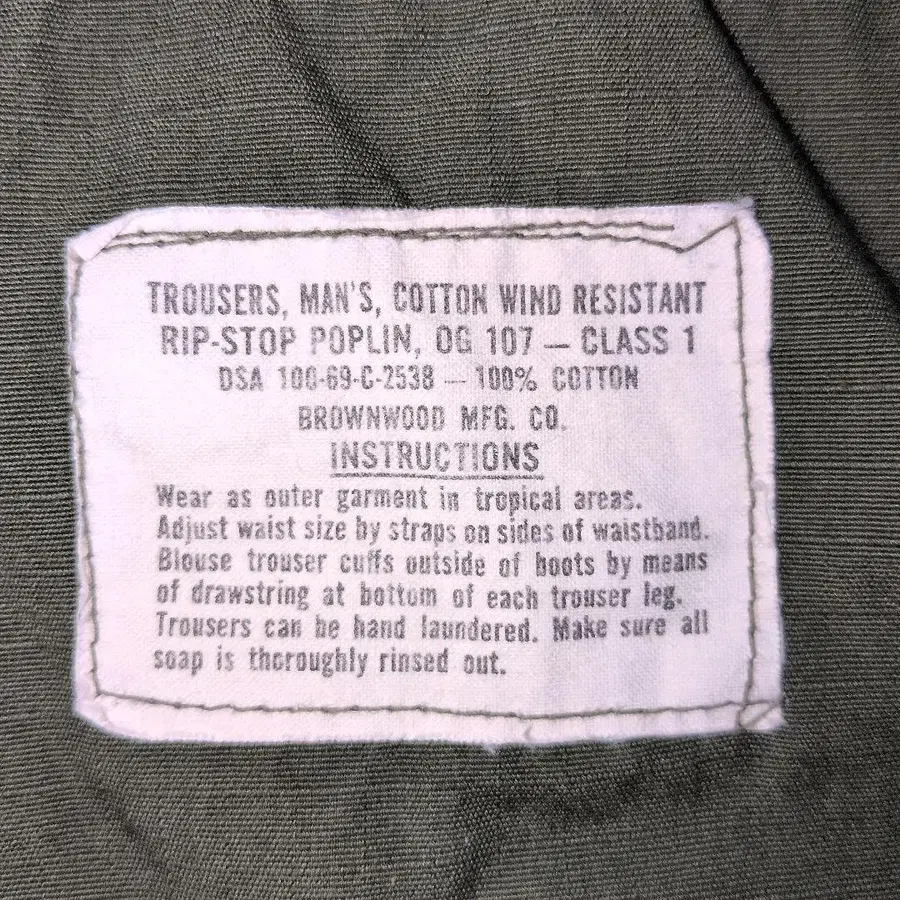 TROUSERS, MAN'S, COTTON WIND RESISTANT
RIP-STOP POPLIN, OG 107 — CLASS 1
DSA 100-69-C-2538 — 100% COTTON
BROWNWOOD MFG. CO.
INSTRUCTIONS
Wear as outer garment in tropical areas.
Adjust waist size by straps on sides of waistband.
Blouse trouser cuffs outside of boots by means
of drawstring at bottom of each trouser leg.
Trousers can be hand laundered. Make sure all
soap is thoroughly rinsed out.